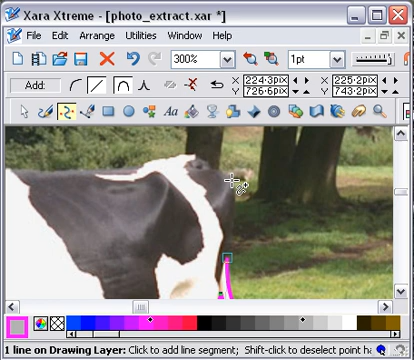 Xara Xtreme - [photo_extract.xar *]
File Edit Arrange Utilities Window Help
300% 1pt
Add: X 224.3pix Y 726.6pix X 225.2pix Y 743.2pix
Aa
1 line on Drawing Layer: Click to add line segment; Shift-click to deselect point ha